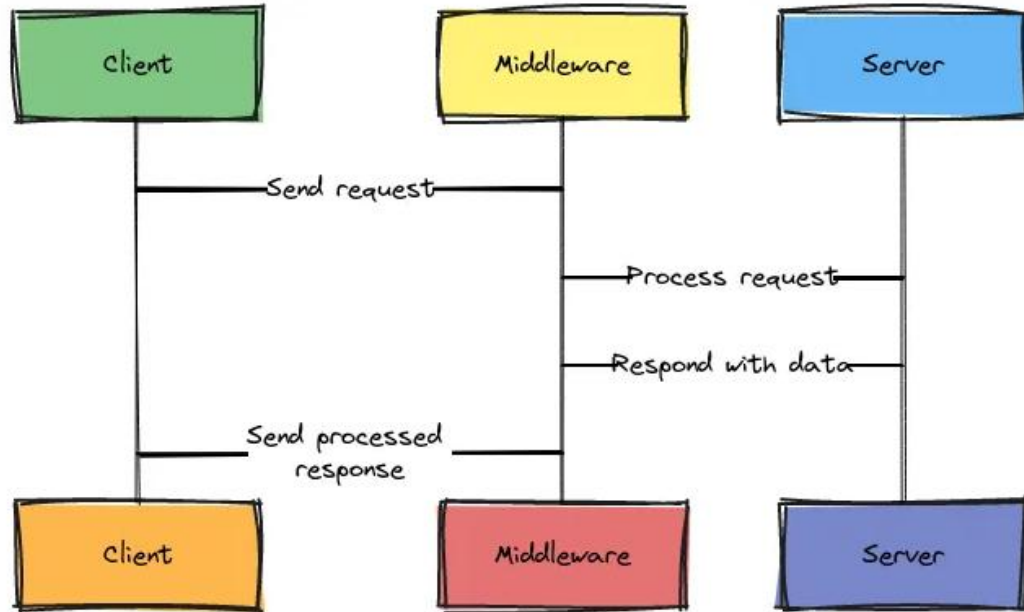 Client
Middleware
Server
Send request
Process request
Respond with data
Send processed
response
Client
Middleware
Server